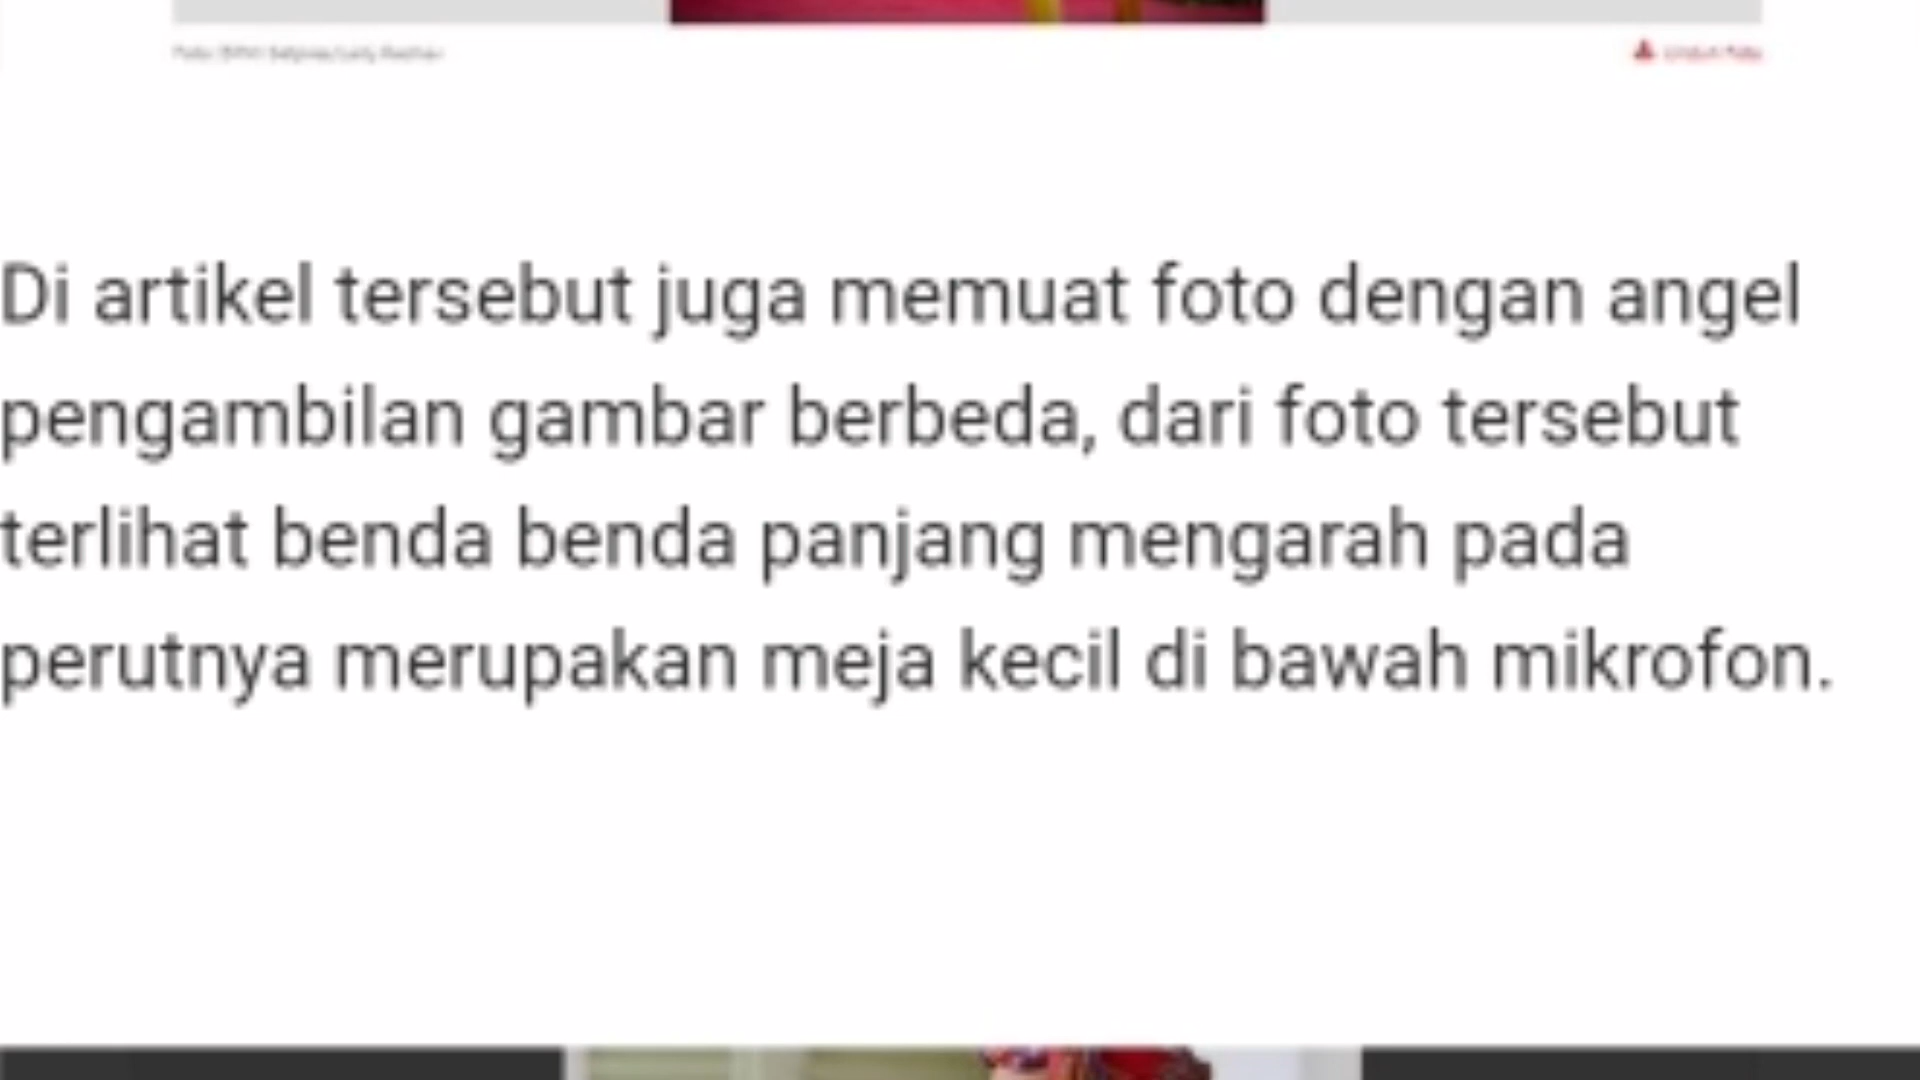 Di artikel tersebut juga memuat foto dengan angel
pengambilan gambar berbeda, dari foto tersebut
terlihat benda benda panjang mengarah pada
perutnya merupakan meja kecil di bawah mikrofon.